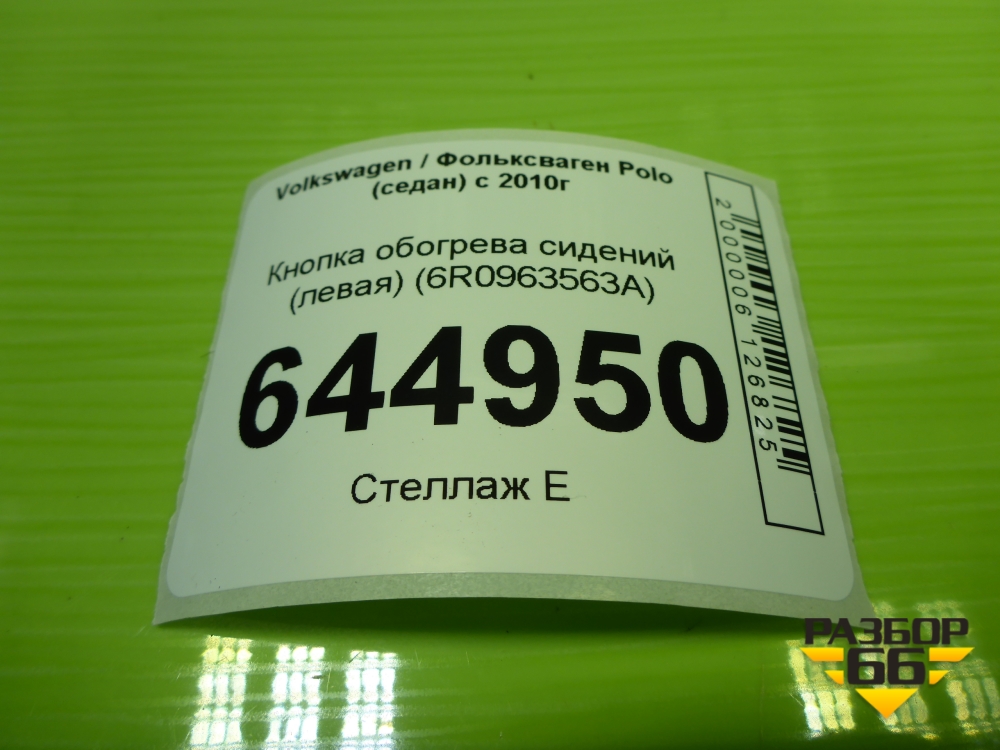 Volkswagen / Фольксваген Polo
(седан) с 2010г
Кнопка обогрева сидений
(левая) (6R0963563A)
644950
Стеллаж Е
2000006126825
РАЗБОР
66